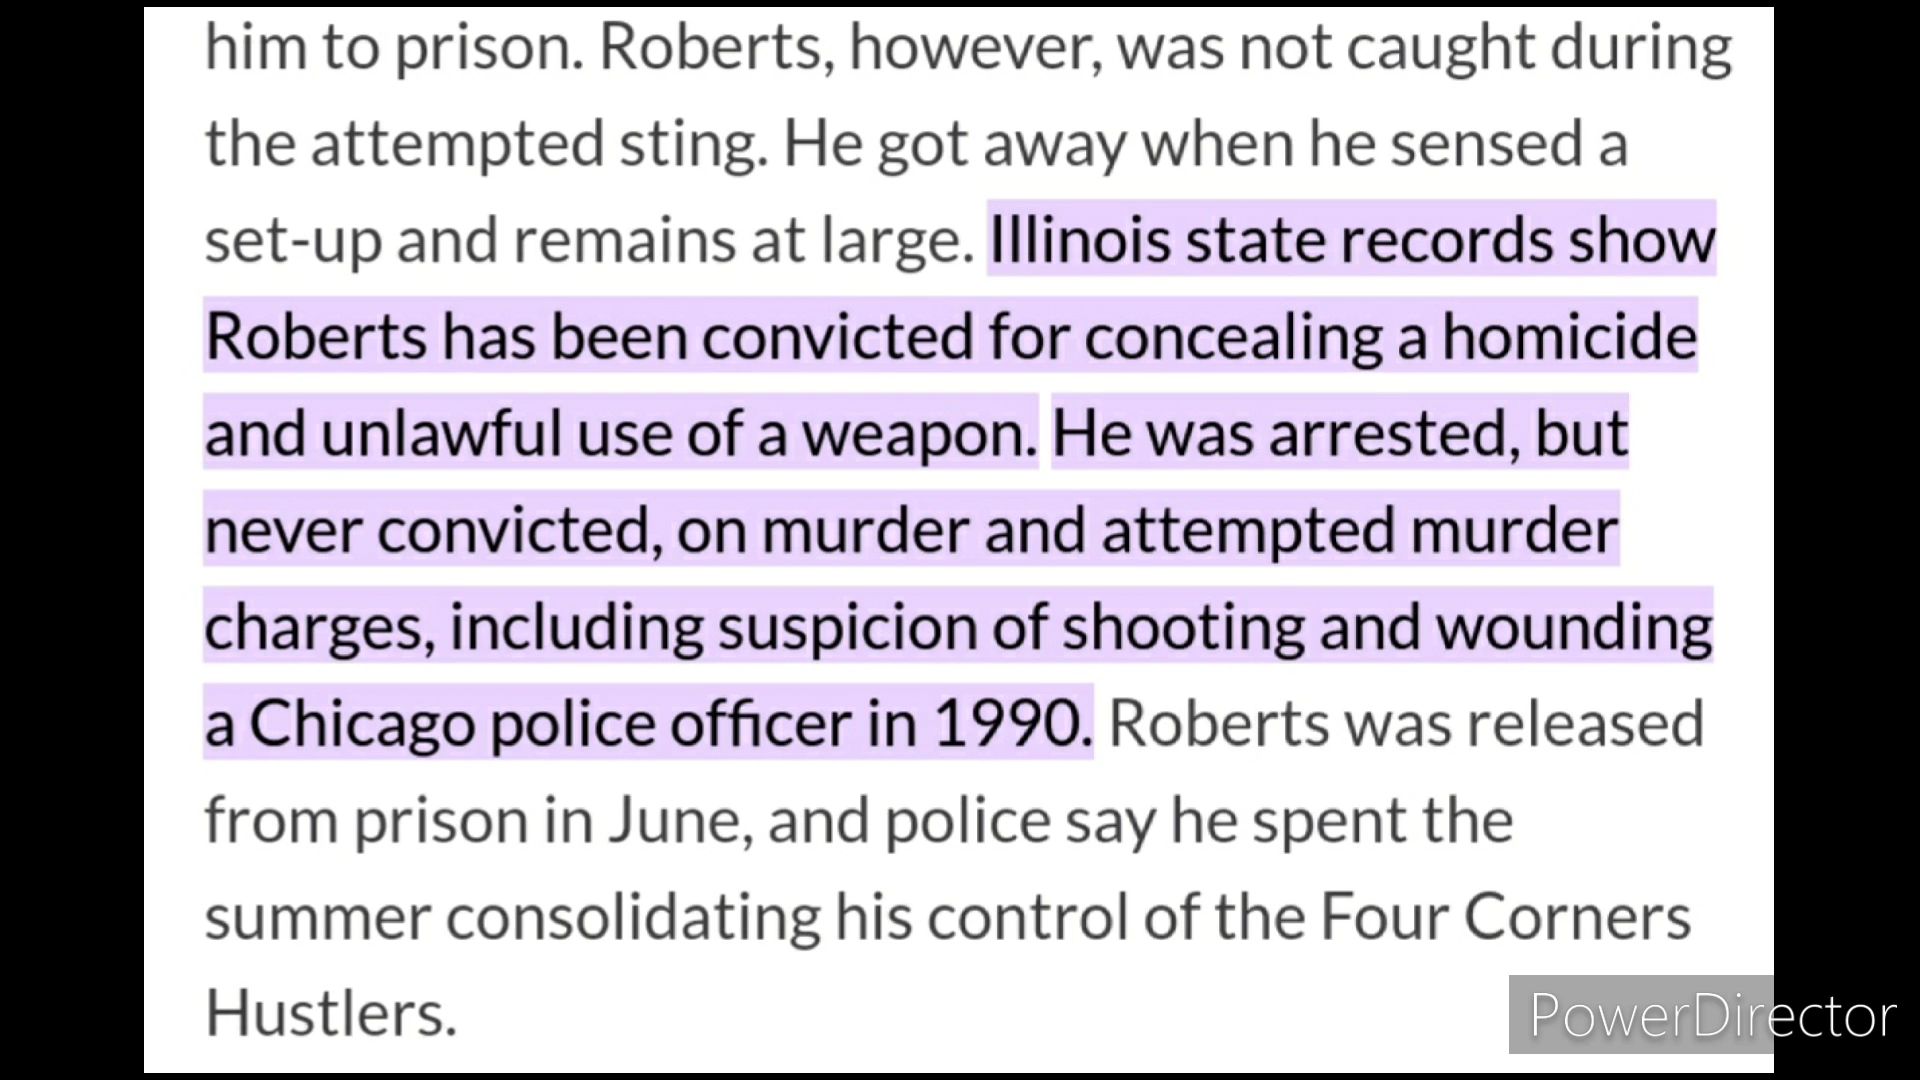 him to prison. Roberts, however, was not caught during
the attempted sting. He got away when he sensed a
set-up and remains at large. Illinois state records show
Roberts has been convicted for concealing a homicide
and unlawful use of a weapon. He was arrested, but
never convicted, on murder and attempted murder
charges, including suspicion of shooting and wounding
a Chicago police officer in 1990. Roberts was released
from prison in June, and police say he spent the
summer consolidating his control of the Four Corners
Hustlers.
PowerDirector